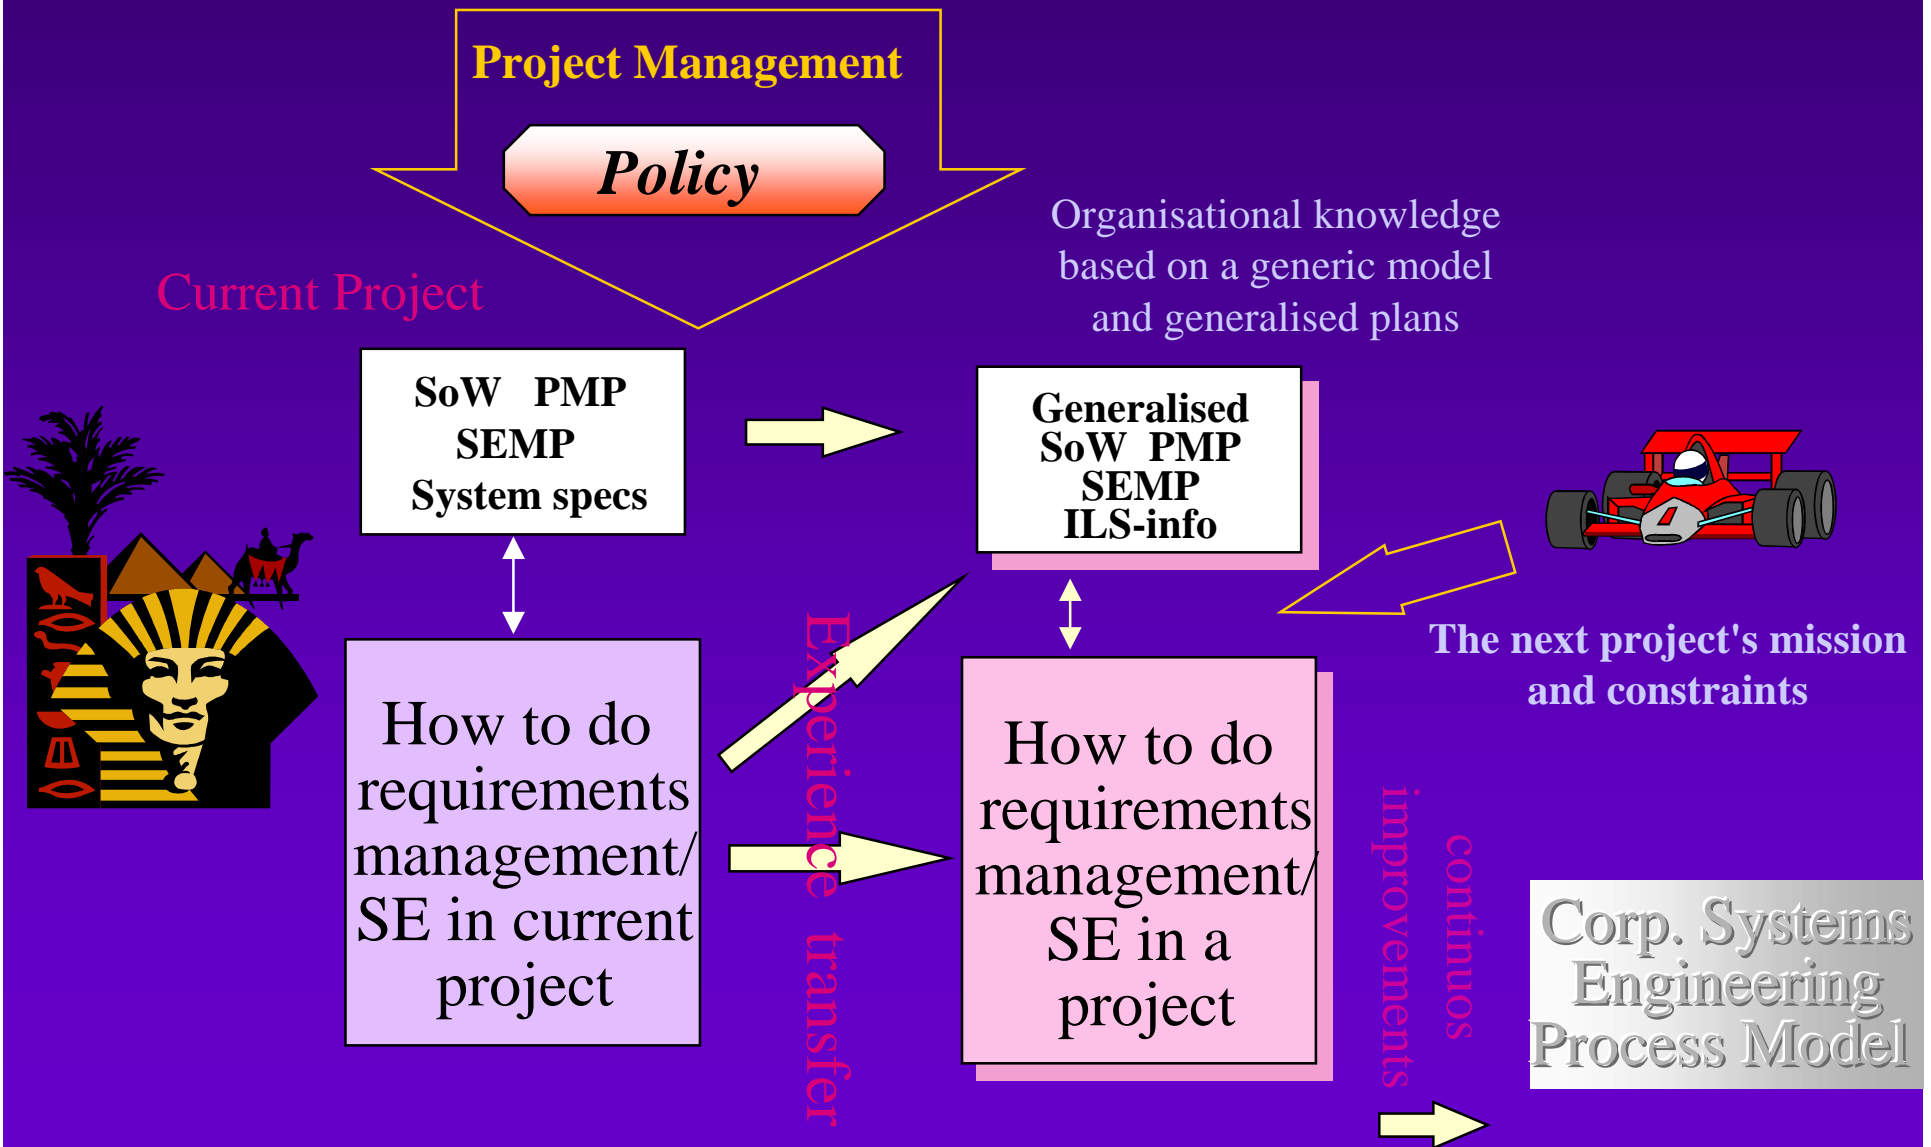 Project Management
Policy
Current Project
Organisational knowledge
based on a generic model
and generalised plans
SoW PMP
SEMP
System specs
Generalised
SoW PMP
SEMP
ILS-info
The next project's mission
and constraints
How to do
requirements
management/
SE in current
project
Experience transfer
How to do
requirements
management/
SE in a
project
continuos
improvements
Corp. Systems
Engineering
Process Model